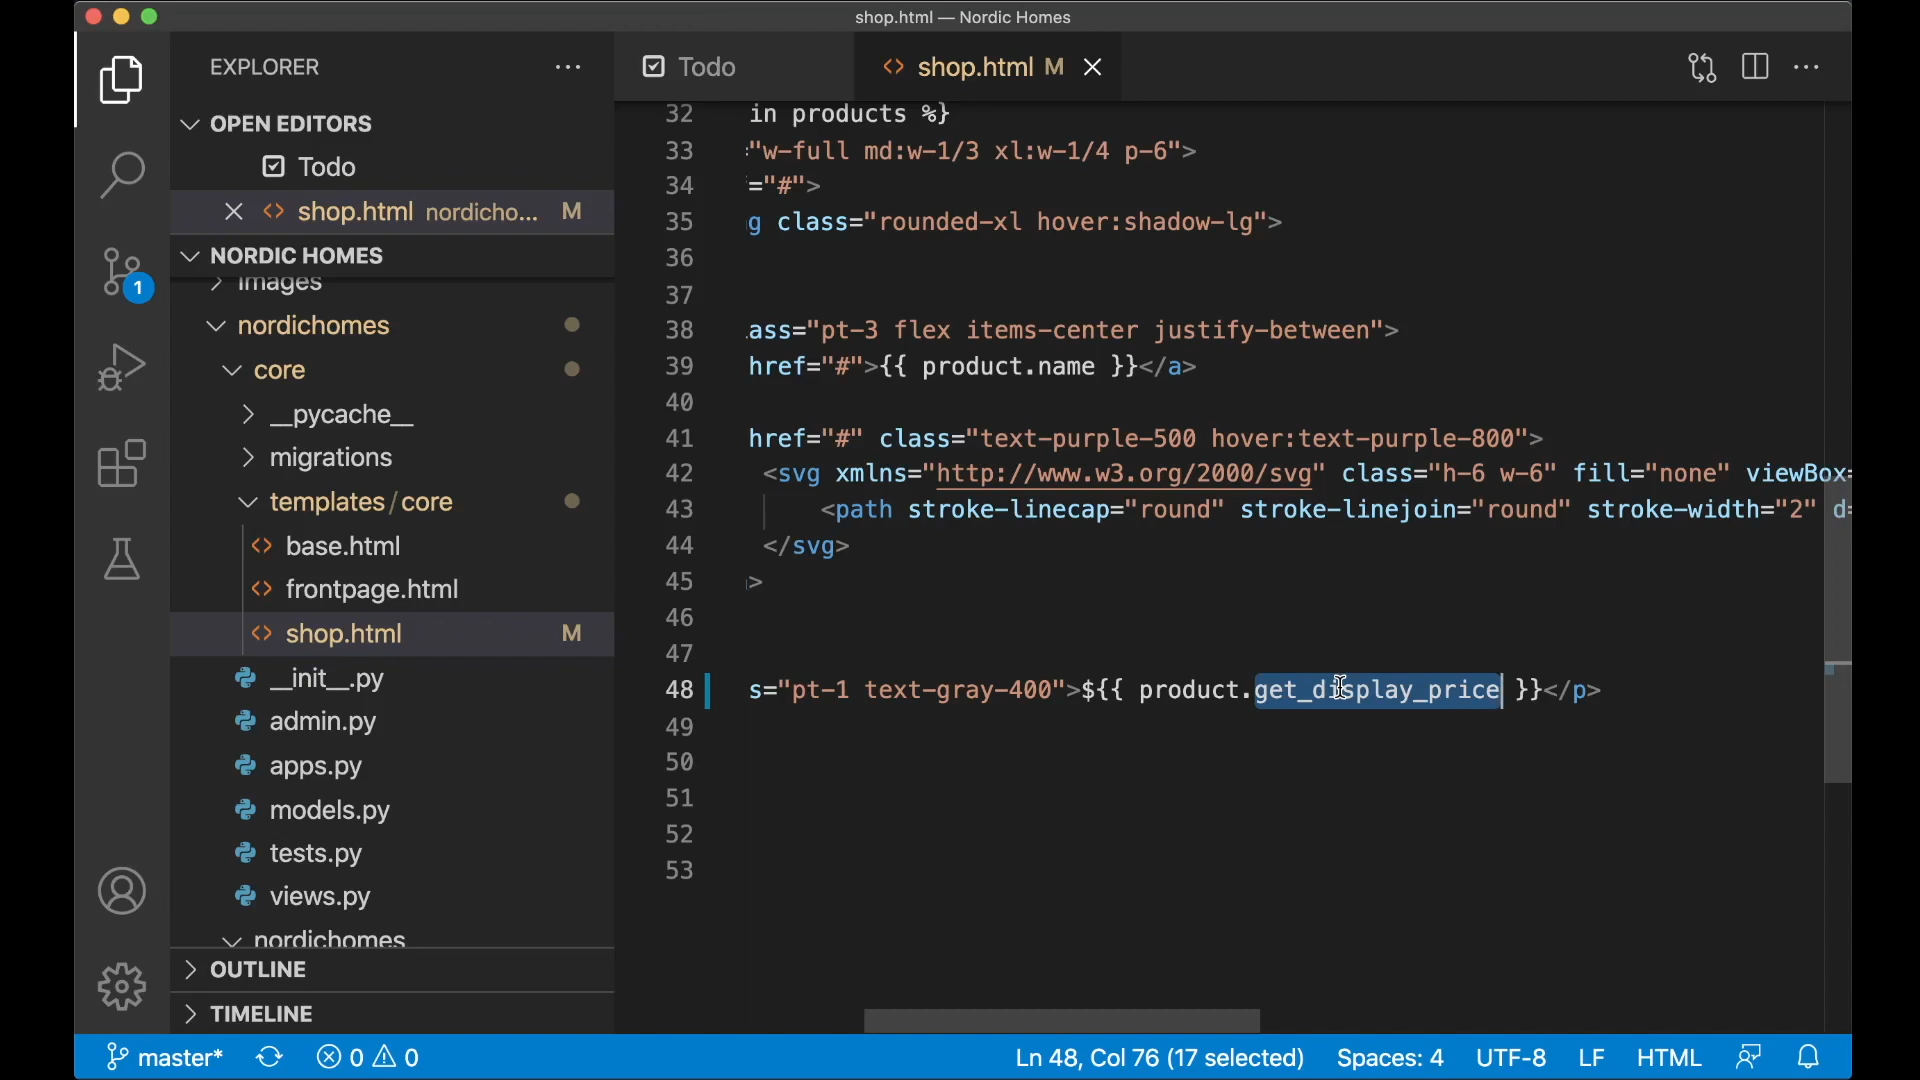 shop.html — Nordic Homes
EXPLORER
OPEN EDITORS
Todo
shop.html nordicho... M
NORDIC HOMES
images
nordichomes
core
__pycache__
migrations
templates/core
base.html
frontpage.html
shop.html M
__init__.py
admin.py
apps.py
models.py
tests.py
views.py
nordichomes
OUTLINE
TIMELINE
1
Todo
shop.html M
32 in products %}
33 "w-full md:w-1/3 xl:w-1/4 p-6">
34 ="#">
35 g class="rounded-xl hover:shadow-lg">
36
37
38 ass="pt-3 flex items-center justify-between">
39 href="#">{{ product.name }}</a>
40
41 href="#" class="text-purple-500 hover:text-purple-800">
42 <svg xmlns="http://www.w3.org/2000/svg" class="h-6 w-6" fill="none" viewBox=
43 <path stroke-linecap="round" stroke-linejoin="round" stroke-width="2" d=
44 </svg>
45 >
46
47
48 s="pt-1 text-gray-400">${{ product.get_display_price }}</p>
49
50
51
52
53
master* 0 0 Ln 48, Col 76 (17 selected) Spaces: 4 UTF-8 LF HTML